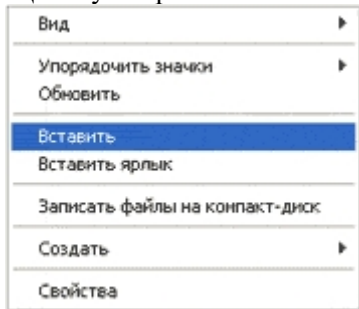 Вид
Упорядочить значки
Обновить
Вставить
Вставить ярлык
Записать файлы на компакт-диск
Создать
Свойства